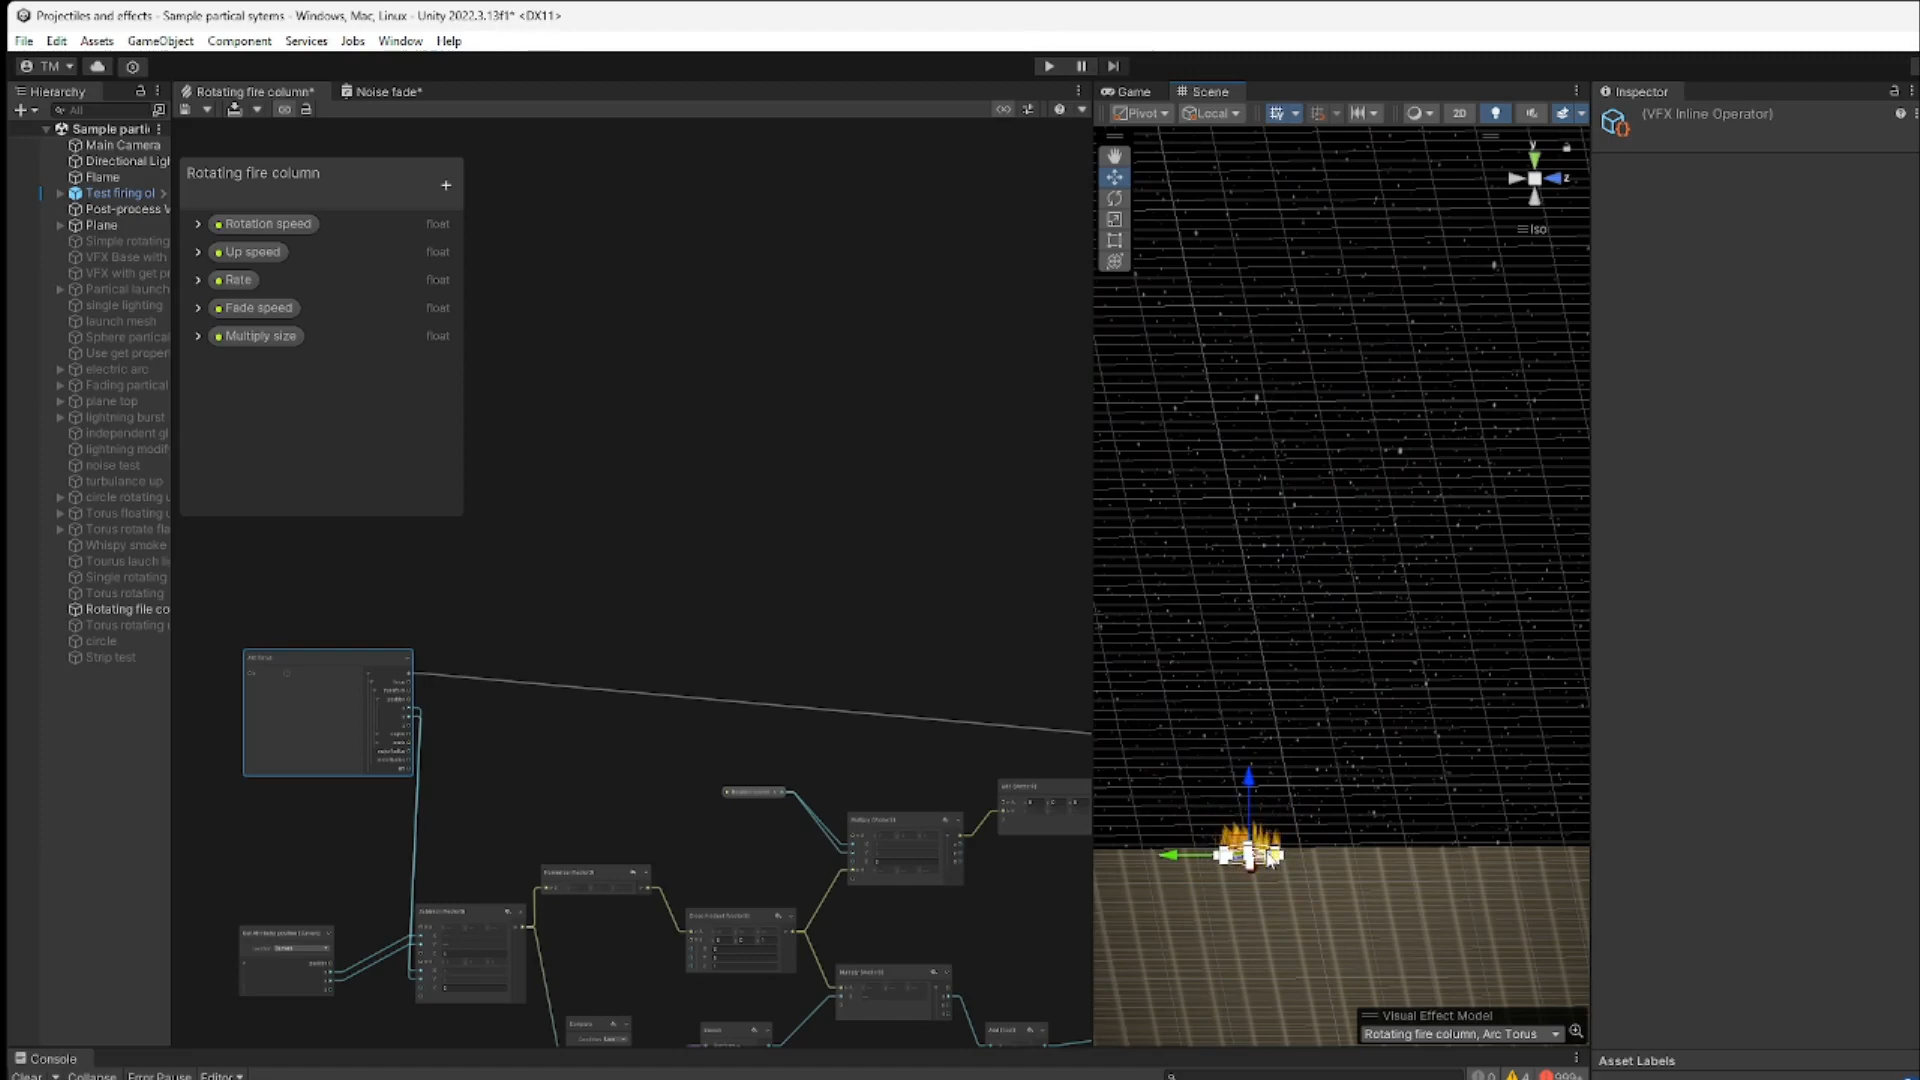 Projectiles and effects - Sample partical sytems - Windows, Mac, Linux - Unity 2022.3.13f1* <DX11>
File Edit Assets GameObject Component Services Jobs Window Help
TM
Hierarchy
All
Sample parti
Main Camera
Directional Ligh
Flame
Test firing ol
Post-process V
Plane
Simple rotating
VFX Base with
VFX with get pr
Partical launch
single lighting
launch mesh
Sphere partical
Use get proper
electric arc
Fading partical
plane top
lightning burst
independent gl
lightning modif
noise test
turbulance up
circle rotating u
Torus floating u
Torus rotate fla
Whispy smoke
Tourus lauch li
Single rotating
Torus rotating
Rotating file co
Torus rotating u
circle
Strip test
Rotating fire column*
Noise fade*
Rotating fire column
+
Rotation speed float
Up speed float
Rate float
Fade speed float
Multiply size float
Game
Scene
Pivot
Local
2D
y
z
Iso
Visual Effect Model
Rotating fire column, Arc Torus
Inspector
(VFX Inline Operator)
Asset Labels
Console
Clear Collapse Error Pause Editor
0 4 999+